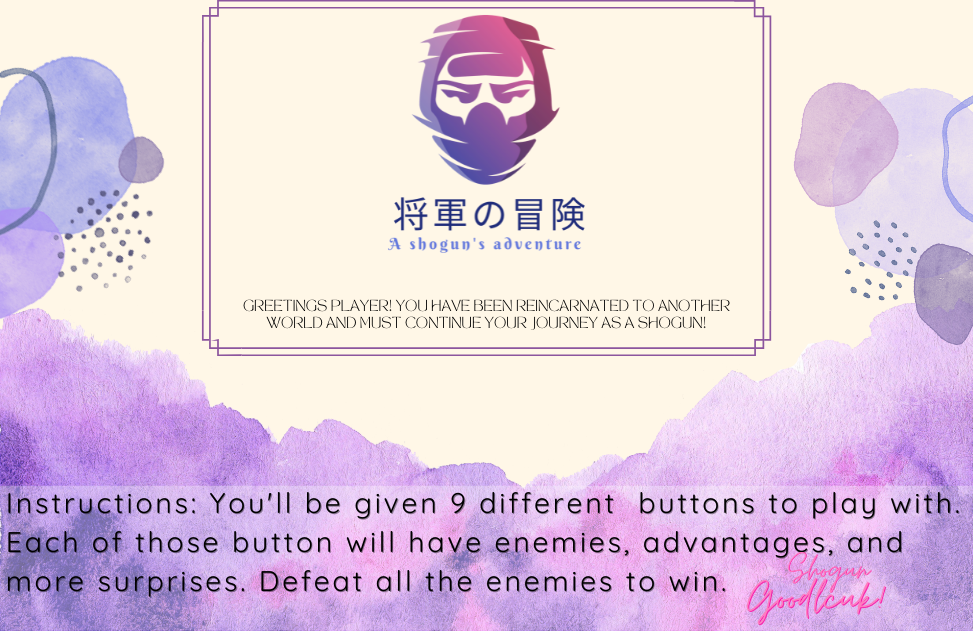 将軍の冒険
A shogun's adventure
GREETINGS PLAYER! YOU HAVE BEEN REINCARNATED TO ANOTHER
WORLD AND MUST CONTINUE YOUR JOURNEY AS A SHOGUN!
Instructions: You'll be given 9 different buttons to play with.
Each of those button will have enemies, advantages, and
more surprises. Defeat all the enemies to win.
Shogun
Goodlcuk!